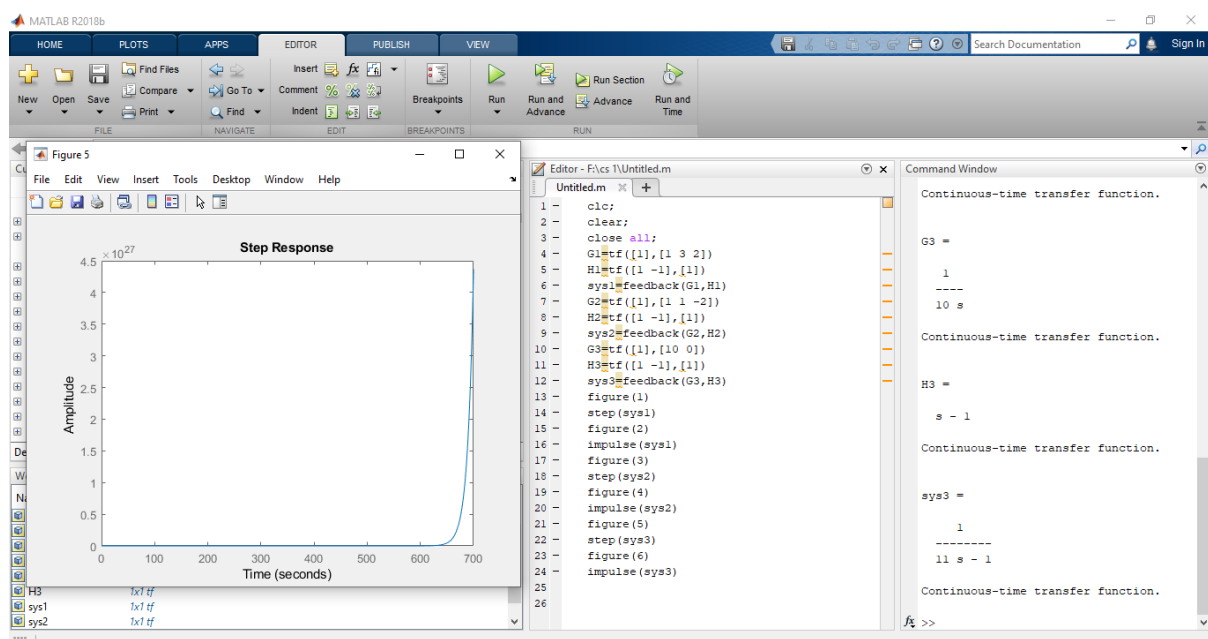 MATLAB R2018b
HOME PLOTS APPS EDITOR PUBLISH VIEW
Search Documentation Sign In
New Open Save Find Files Compare Print
Go To Find
Insert fx
Comment %
Indent
Breakpoints Run Run and Advance Run Section Advance Run and Time
FILE NAVIGATE EDIT BREAKPOINTS RUN
Figure 5
File Edit View Insert Tools Desktop Window Help
Step Response
×10^27
4.5
4
3.5
3
2.5
2
1.5
1
0.5
0
Amplitude
0 100 200 300 400 500 600 700
Time (seconds)
Cu
De
W
Na
H3 1x1 tf
sys1 1x1 tf
sys2 1x1 tf
Editor - F:\cs 1\Untitled.m
Untitled.m +
1 - clc;
2 - clear;
3 - close all;
4 - G1=tf([1],[1 3 2])
5 - H1=tf([1 -1],[1])
6 - sys1=feedback(G1,H1)
7 - G2=tf([1],[1 1 -2])
8 - H2=tf([1 -1],[1])
9 - sys2=feedback(G2,H2)
10 - G3=tf([1],[10 0])
11 - H3=tf([1 -1],[1])
12 - sys3=feedback(G3,H3)
13 - figure(1)
14 - step(sys1)
15 - figure(2)
16 - impulse(sys1)
17 - figure(3)
18 - step(sys2)
19 - figure(4)
20 - impulse(sys2)
21 - figure(5)
22 - step(sys3)
23 - figure(6)
24 - impulse(sys3)
25
26
Command Window
Continuous-time transfer function.
G3 =
1
----
10 s
Continuous-time transfer function.
H3 =
s - 1
Continuous-time transfer function.
sys3 =
1
--------
11 s - 1
Continuous-time transfer function.
fx >>